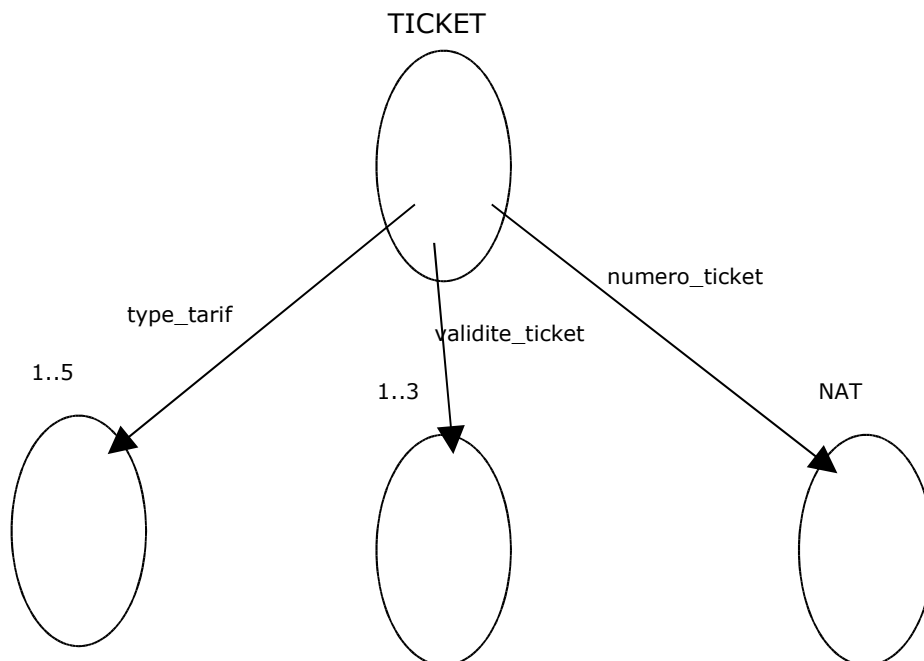 TICKET
numero_ticket
type_tarif
validite_ticket
1..5
1..3
NAT